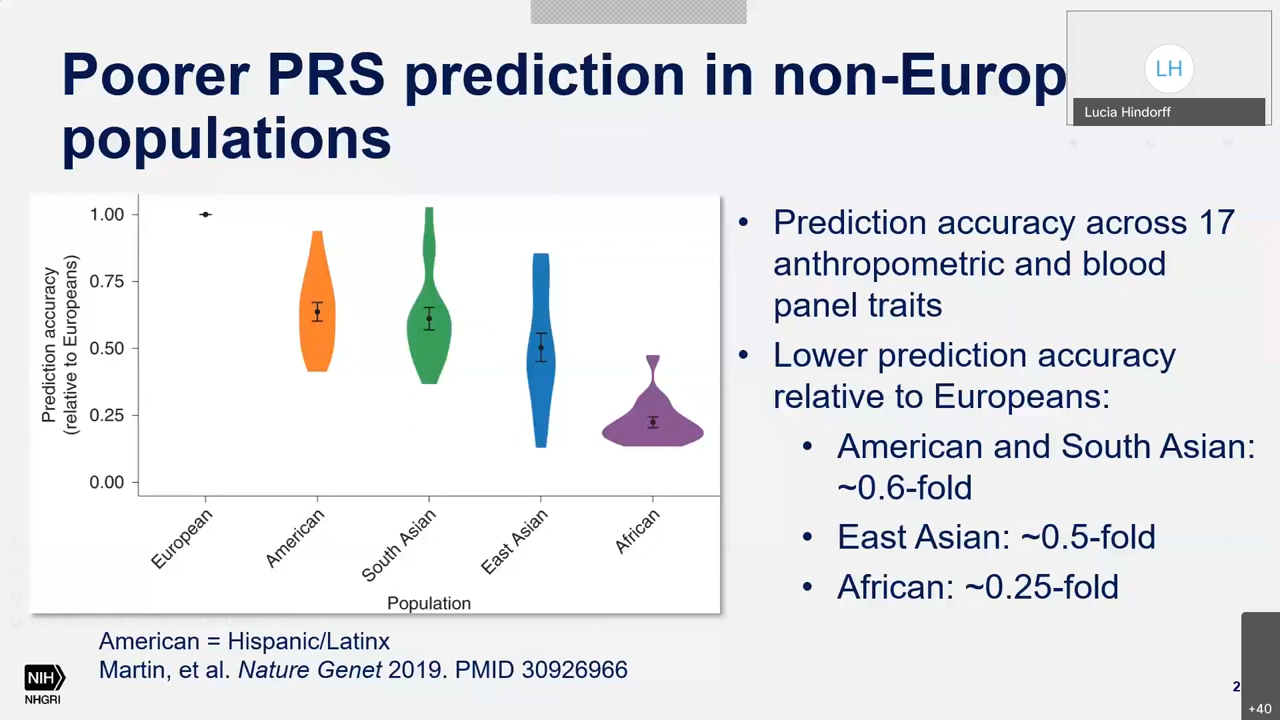 Poorer PRS prediction in non-Europ
populations
LH
Lucia Hindorff
Prediction accuracy
(relative to Europeans)
1.00
0.75
0.50
0.25
0.00
European
American
South Asian
East Asian
African
Population
• Prediction accuracy across 17
anthropometric and blood
panel traits
• Lower prediction accuracy
relative to Europeans:
• American and South Asian:
~0.6-fold
• East Asian: ~0.5-fold
• African: ~0.25-fold
American = Hispanic/Latinx
Martin, et al. Nature Genet 2019. PMID 30926966
NIH
NHGRI
2
+40